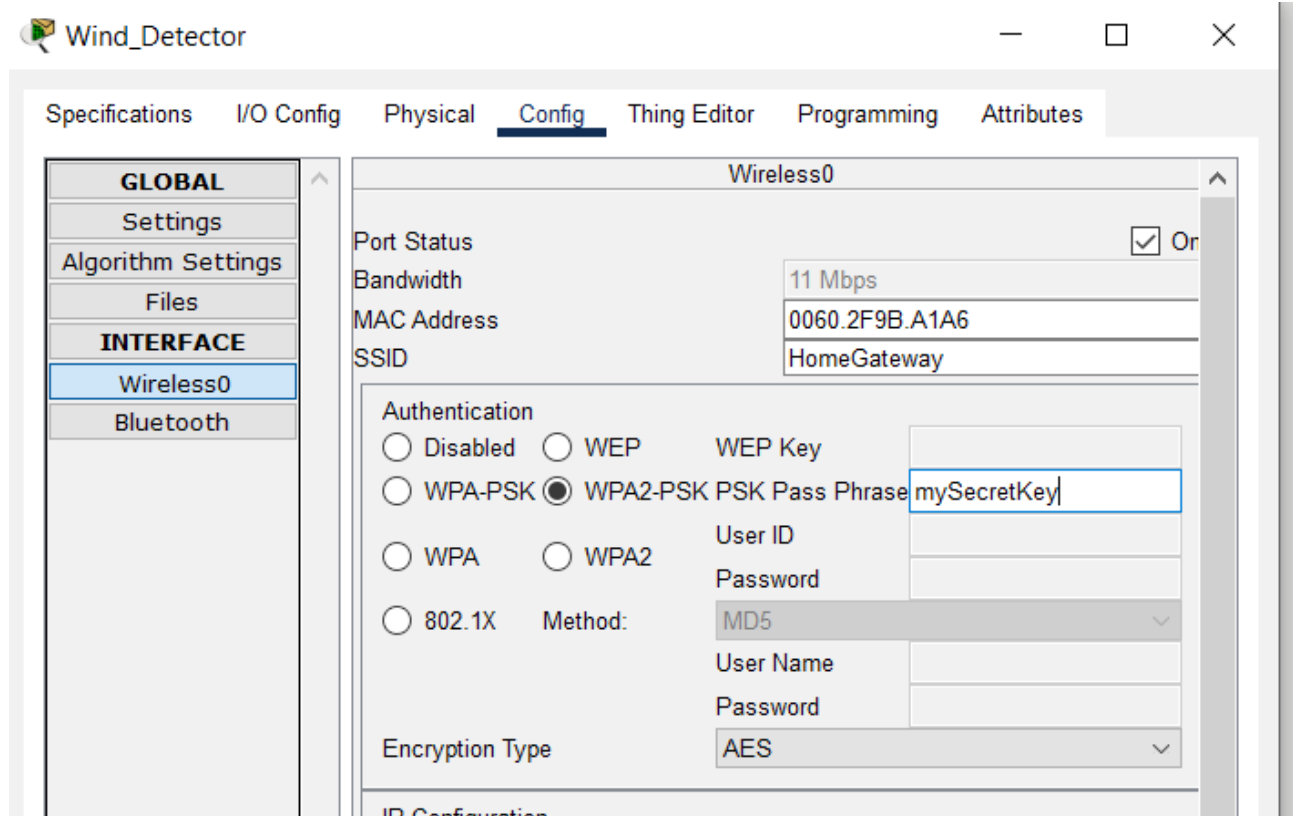 Wind_Detector
Specifications I/O Config Physical Config Thing Editor Programming Attributes
GLOBAL
Settings
Algorithm Settings
Files
INTERFACE
Wireless0
Bluetooth
Wireless0
Port Status On
Bandwidth 11 Mbps
MAC Address 0060.2F9B.A1A6
SSID HomeGateway
Authentication
Disabled WEP WEP Key
WPA-PSK WPA2-PSK PSK Pass Phrase mySecretKey
User ID
WPA WPA2
Password
802.1X Method: MD5
User Name
Password
Encryption Type AES
IP Configuration